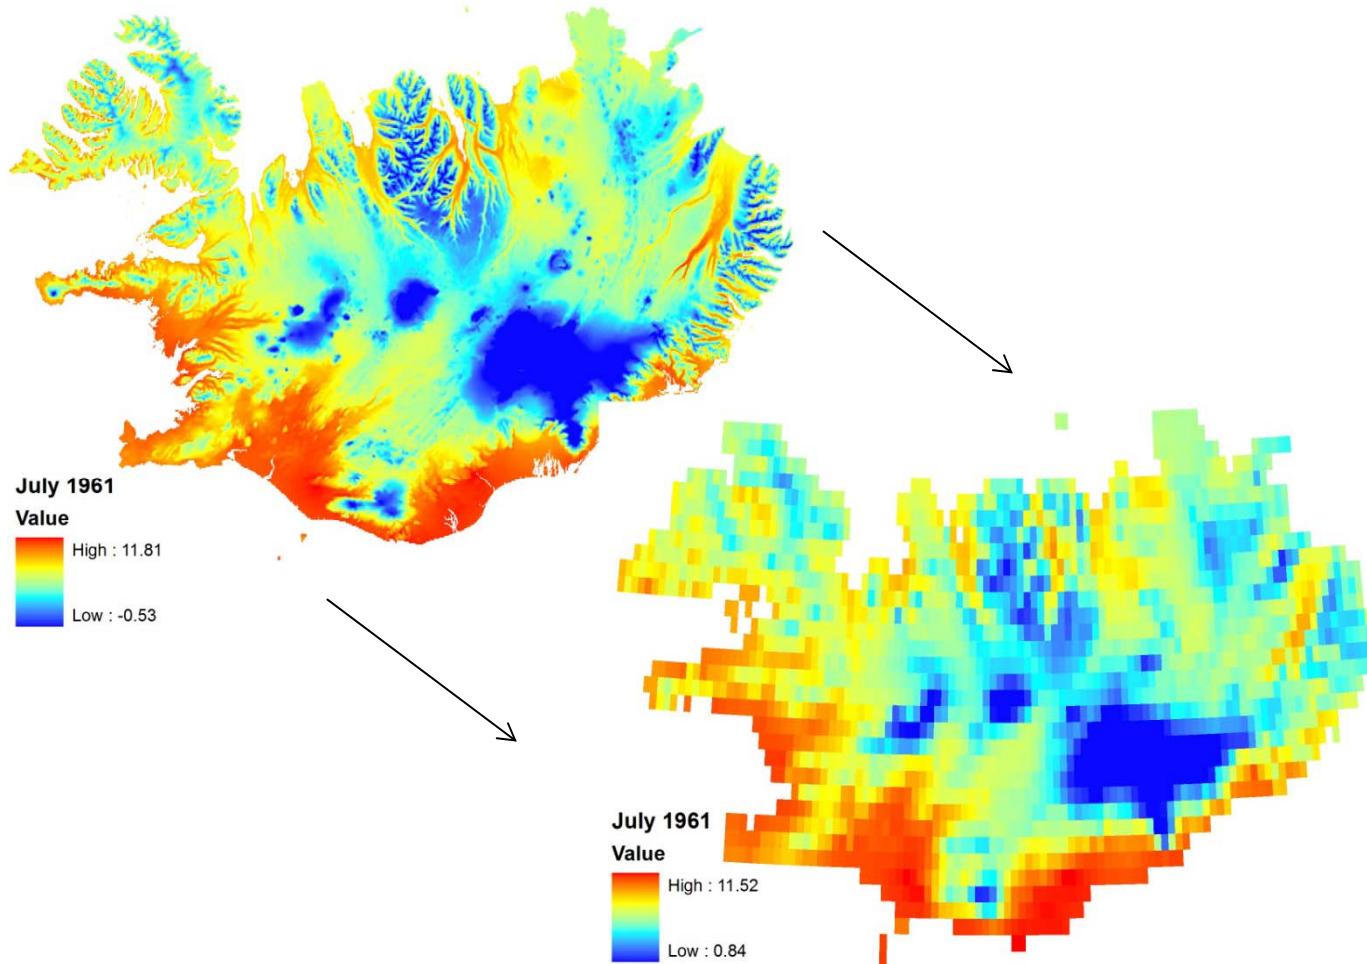 July 1961
Value
High : 11.81
Low : -0.53
July 1961
Value
High : 11.52
Low : 0.84